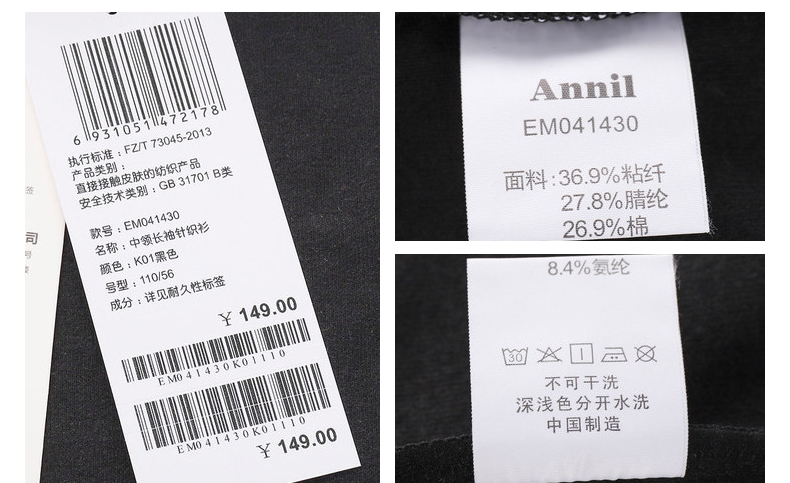 6 931051 472178
执行标准：FZ/T 73045-2013
产品类别：
直接接触皮肤的纺织产品
安全技术类别：GB 31701 B类
款号：EM041430
名称：中领长袖针织衫
颜色：K01黑色
号型：110/56
成分：详见耐久性标签
￥149.00
EM041430K01110
EM041430K01110
￥149.00
司
号
Annil
EM041430
面料：36.9%粘纤
27.8%腈纶
26.9%棉
8.4%氨纶
30
不可干洗
深浅色分开水洗
中国制造